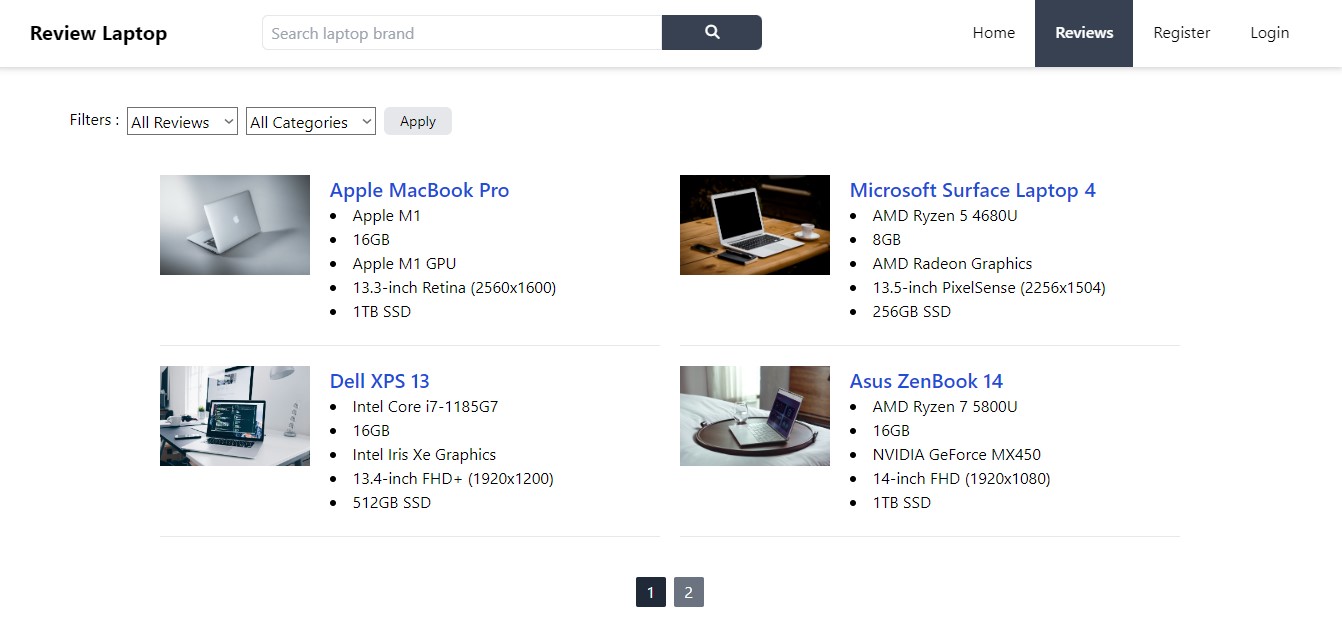 Review Laptop
Search laptop brand
Home
Reviews
Register
Login
Filters :
All Reviews
All Categories
Apply
Apple MacBook Pro
Apple M1
16GB
Apple M1 GPU
13.3-inch Retina (2560x1600)
1TB SSD
Microsoft Surface Laptop 4
AMD Ryzen 5 4680U
8GB
AMD Radeon Graphics
13.5-inch PixelSense (2256x1504)
256GB SSD
Dell XPS 13
Intel Core i7-1185G7
16GB
Intel Iris Xe Graphics
13.4-inch FHD+ (1920x1200)
512GB SSD
Asus ZenBook 14
AMD Ryzen 7 5800U
16GB
NVIDIA GeForce MX450
14-inch FHD (1920x1080)
1TB SSD
1
2